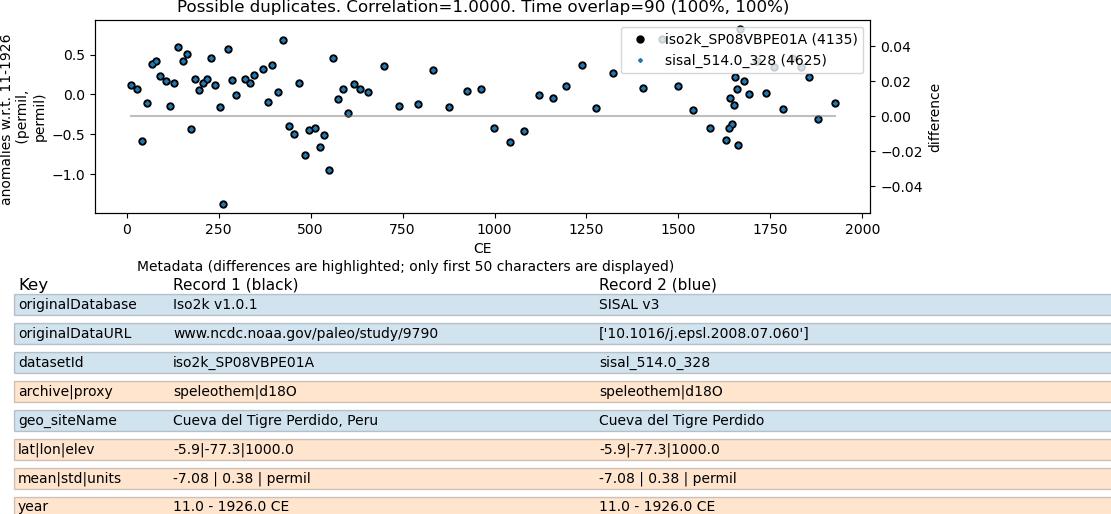 Possible duplicates. Correlation=1.0000. Time overlap=90 (100%, 100%)
anomalies w.r.t. 11-1926
(permil,
permil)
0.5
0.0
−0.5
−1.0
iso2k_SP08VBPE01A (4135)
sisal_514.0_328 (4625)
0.04
0.02
0.00
−0.02
−0.04
difference
0 250 500 750 1000 1250 1500 1750 2000
CE
Metadata (differences are highlighted; only first 50 characters are displayed)
Key Record 1 (black) Record 2 (blue)
originalDatabase Iso2k v1.0.1 SISAL v3
originalDataURL www.ncdc.noaa.gov/paleo/study/9790 ['10.1016/j.epsl.2008.07.060']
datasetId iso2k_SP08VBPE01A sisal_514.0_328
archive|proxy speleothem|d18O speleothem|d18O
geo_siteName Cueva del Tigre Perdido, Peru Cueva del Tigre Perdido
lat|lon|elev -5.9|-77.3|1000.0 -5.9|-77.3|1000.0
mean|std|units -7.08 | 0.38 | permil -7.08 | 0.38 | permil
year 11.0 - 1926.0 CE 11.0 - 1926.0 CE